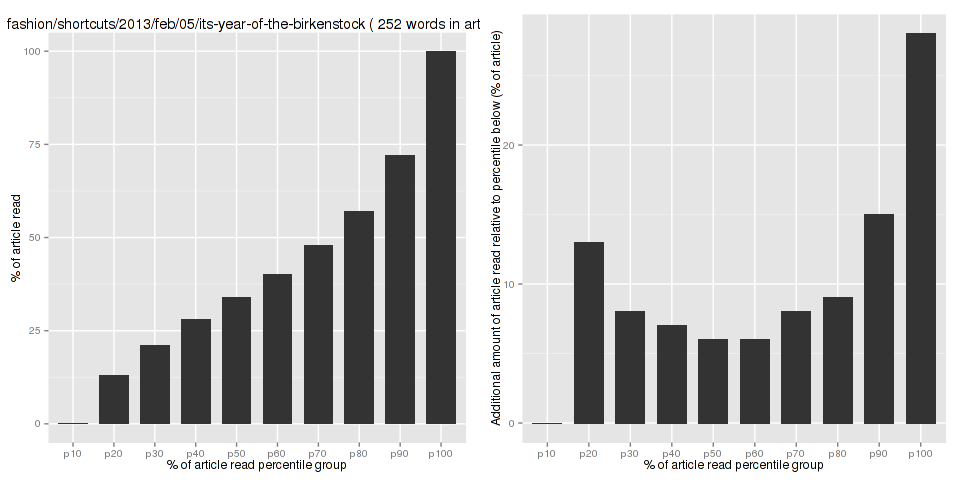 fashion/shortcuts/2013/feb/05/its-year-of-the-birkenstock ( 252 words in art
% of article read
100
75
50
25
0
p10 p20 p30 p40 p50 p60 p70 p80 p90 p100
% of article read percentile group
Additional amount of article read relative to percentile below (% of article)
20
10
0
p10 p20 p30 p40 p50 p60 p70 p80 p90 p100
% of article read percentile group